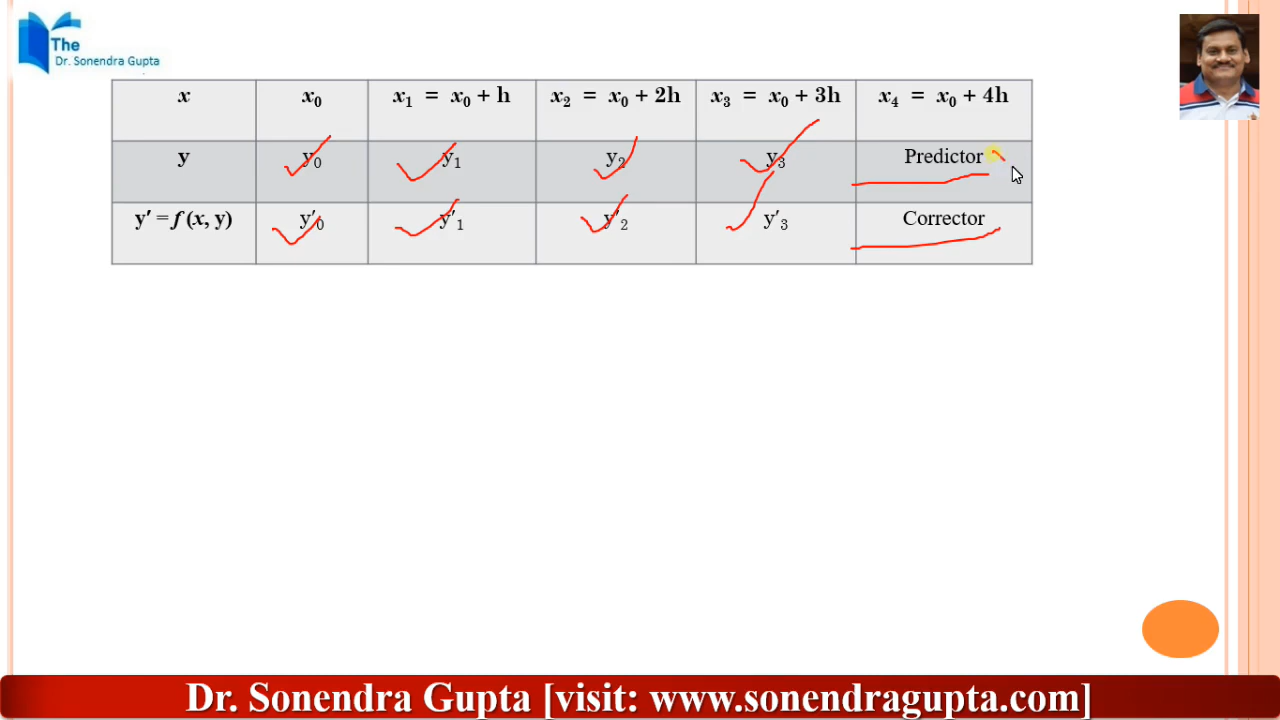 The
Dr. Sonendra Gupta
x x₀ x₁ = x₀ + h x₂ = x₀ + 2h x₃ = x₀ + 3h x₄ = x₀ + 4h
y y₀ y₁ y₂ y₃ Predictor
y′ = f (x, y) y′₀ y′₁ y′₂ y′₃ Corrector
Dr. Sonendra Gupta [visit: www.sonendragupta.com]